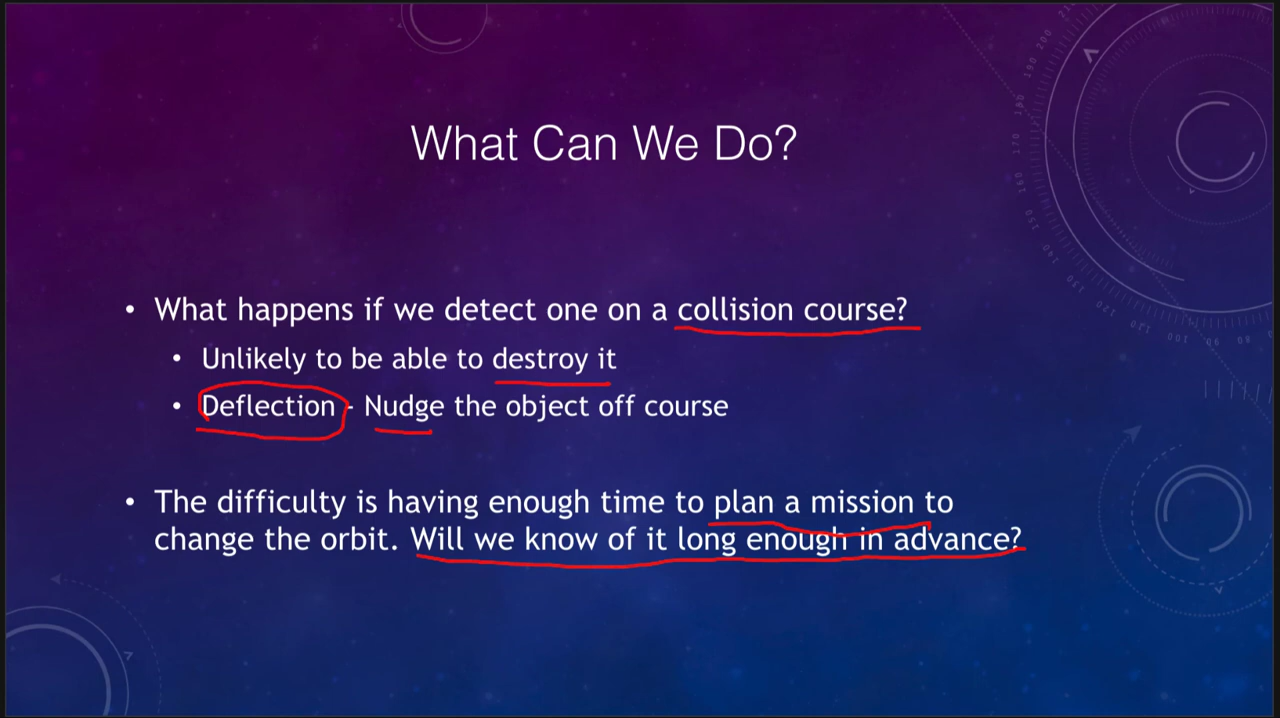 What Can We Do?
• What happens if we detect one on a collision course?
• Unlikely to be able to destroy it
• Deflection - Nudge the object off course
• The difficulty is having enough time to plan a mission to
change the orbit. Will we know of it long enough in advance?